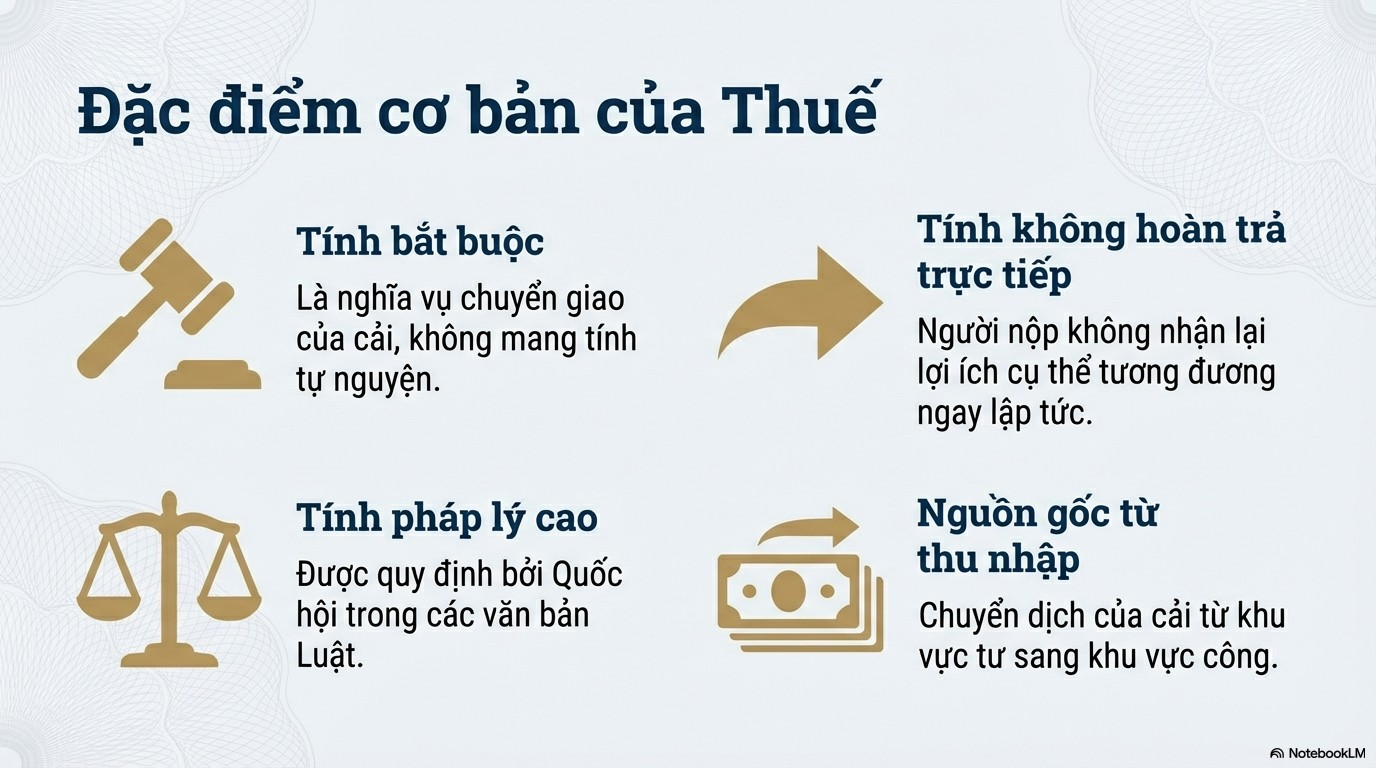 Đặc điểm cơ bản của Thuế
Tính bắt buộc
Là nghĩa vụ chuyển giao
của cải, không mang tính
tự nguyện.
Tính không hoàn trả
trực tiếp
Người nộp không nhận lại
lợi ích cụ thể tương đương
ngay lập tức.
Tính pháp lý cao
Được quy định bởi Quốc
hội trong các văn bản
Luật.
Nguồn gốc từ
thu nhập
Chuyển dịch của cải từ khu
vực tư sang khu vực công.
NotebookLM